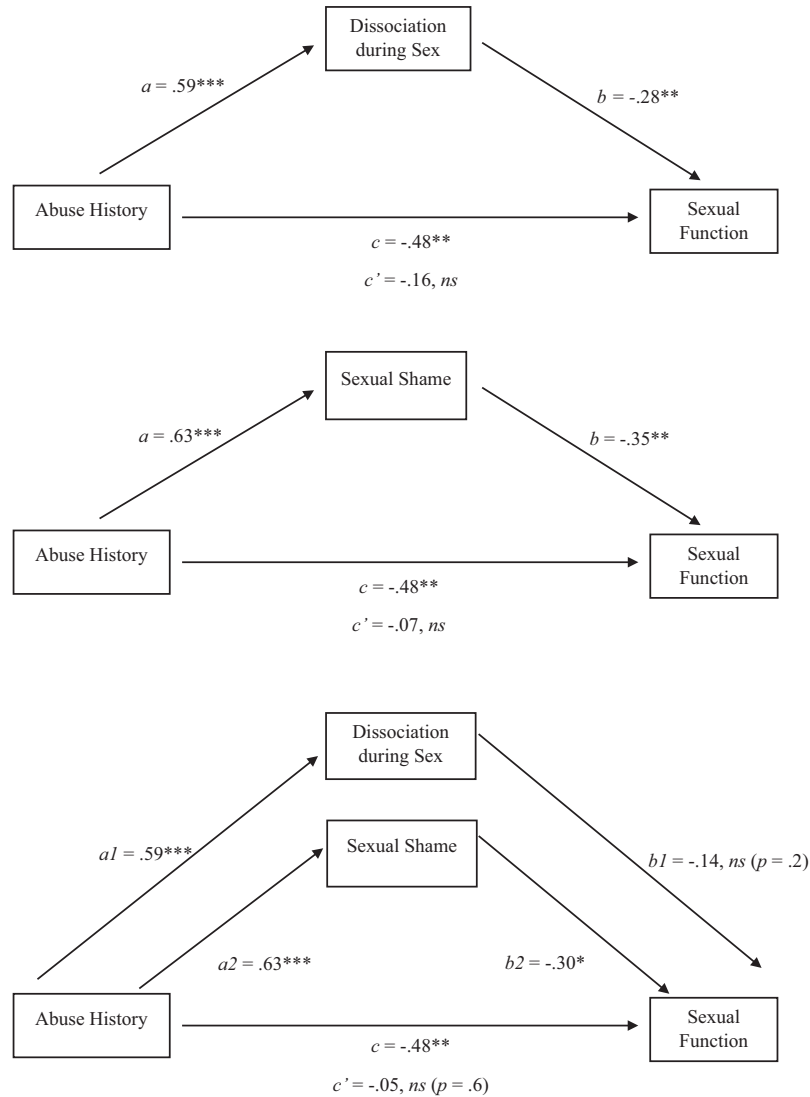 Dissociation
during Sex
a = .59***
b = -.28**
Abuse History
Sexual
Function
c = -.48**
c’ = -.16, ns
Sexual Shame
a = .63***
b = -.35**
Abuse History
Sexual
Function
c = -.48**
c’ = -.07, ns
Dissociation
during Sex
Sexual Shame
a1 = .59***
b1 = -.14, ns (p = .2)
a2 = .63***
b2 = -.30*
Abuse History
Sexual
Function
c = -.48**
c’ = -.05, ns (p = .6)